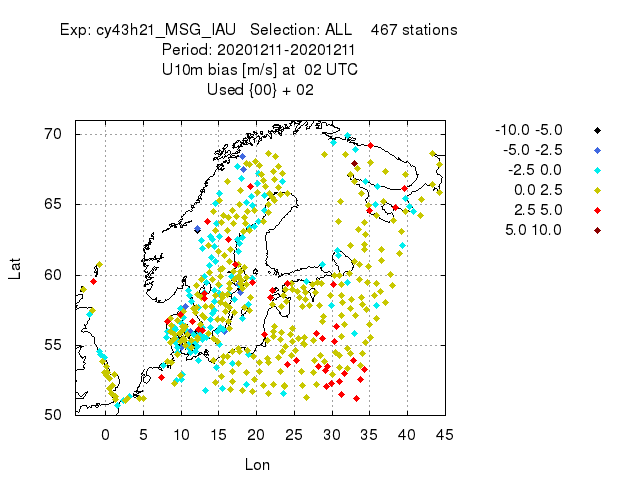 Exp: cy43h21_MSG_IAU   Selection: ALL    467 stations
Period: 20201211-20201211
U10m bias [m/s] at  02 UTC
Used {00} + 02
-10.0 -5.0
-5.0 -2.5
-2.5 0.0
0.0 2.5
2.5 5.0
5.0 10.0
70
65
60
55
50
Lat
0 5 10 15 20 25 30 35 40 45
Lon